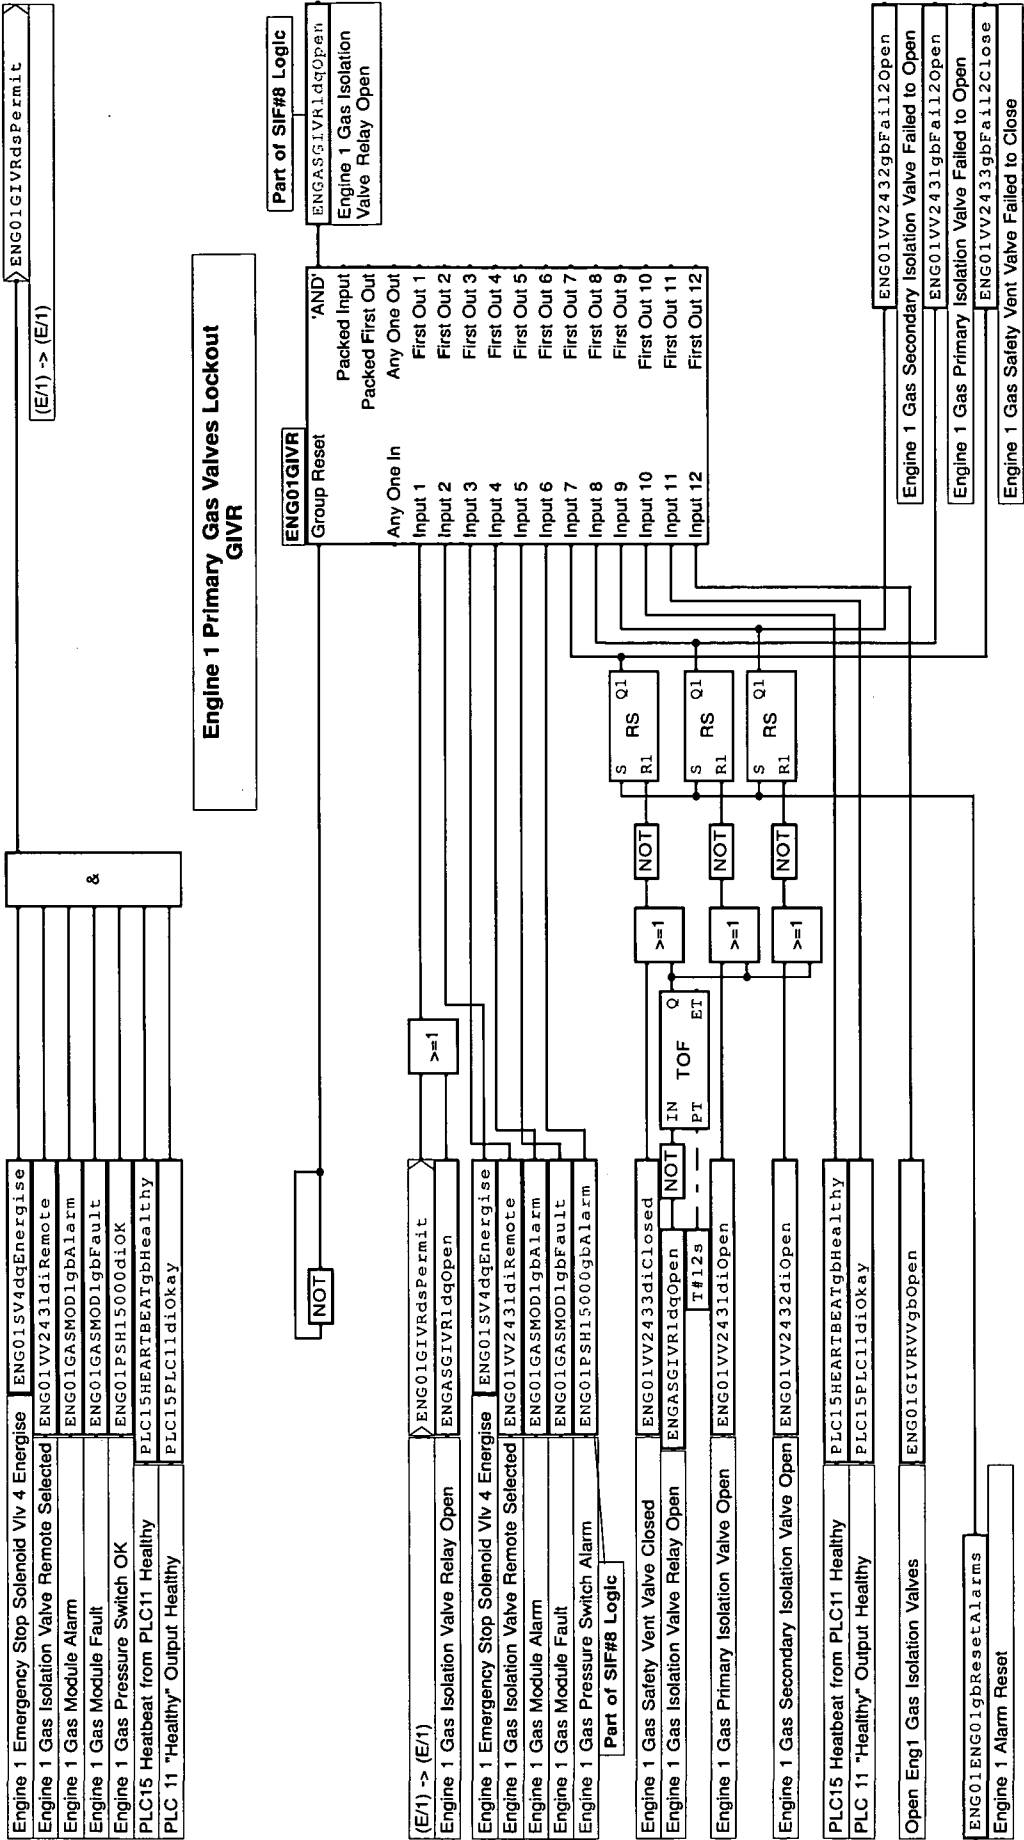 Engine 1 Emergency Stop Solenoid Vlv 4 Energise
ENG01SV4dqEnergise
Engine 1 Gas Isolation Valve Remote Selected
ENG01VV2431diRemote
Engine 1 Gas Module Alarm
ENG01GASMOD1gbAlarm
Engine 1 Gas Module Fault
ENG01GASMOD1gbFault
Engine 1 Gas Pressure Switch OK
ENG01PSH15000diOK
PLC15 Heatbeat from PLC11 Healthy
PLC15HEARTBEATgbHealthy
PLC 11 "Healthy" Output Healthy
PLC15PLC11diOkay
&
ENG01GIVRdsPermit
(E/1) -> (E/1)
Engine 1 Primary Gas Valves Lockout
GIVR
NOT
ENG01GIVR
Group Reset
'AND'
Packed Input
Packed First Out
Any One In
Any One Out
Input 1
First Out 1
Input 2
First Out 2
Input 3
First Out 3
Input 4
First Out 4
Input 5
First Out 5
Input 6
First Out 6
Input 7
First Out 7
Input 8
First Out 8
Input 9
First Out 9
Input 10
First Out 10
Input 11
First Out 11
Input 12
First Out 12
Part of SIF#8 Logic
ENGASGIVR1dqOpen
Engine 1 Gas Isolation
Valve Relay Open
(E/1) -> (E/1)
ENG01GIVRdsPermit
Engine 1 Gas Isolation Valve Relay Open
ENGASGIVR1dqOpen
>=1
Engine 1 Emergency Stop Solenoid Vlv 4 Energise
ENG01SV4dqEnergise
Engine 1 Gas Isolation Valve Remote Selected
ENG01VV2431diRemote
Engine 1 Gas Module Alarm
ENG01GASMOD1gbAlarm
Engine 1 Gas Module Fault
ENG01GASMOD1gbFault
Engine 1 Gas Pressure Switch Alarm
ENG01PSH15000gbAlarm
Part of SIF#8 Logic
Engine 1 Gas Safety Vent Valve Closed
ENG01VV2433diClosed
Engine 1 Gas Isolation Valve Relay Open
ENGASGIVR1dqOpen
NOT
T#12s
IN
Q
TOF
PT
ET
>=1
NOT
S
Q1
RS
R1
Engine 1 Gas Primary Isolation Valve Open
ENG01VV2431diOpen
>=1
NOT
S
Q1
RS
R1
Engine 1 Gas Secondary Isolation Valve Open
ENG01VV2432diOpen
>=1
NOT
S
Q1
RS
R1
PLC15 Heatbeat from PLC11 Healthy
PLC15HEARTBEATgbHealthy
PLC 11 "Healthy" Output Healthy
PLC15PLC11diOkay
Open Eng1 Gas Isolation Valves
ENG01GIVRVVgbOpen
ENG01ENG01gbResetAlarms
Engine 1 Alarm Reset
ENG01VV2432gbFail2Open
Engine 1 Gas Secondary Isolation Valve Failed to Open
ENG01VV2431gbFail2Open
Engine 1 Gas Primary Isolation Valve Failed to Open
ENG01VV2433gbFail2Close
Engine 1 Gas Safety Vent Valve Failed to Close